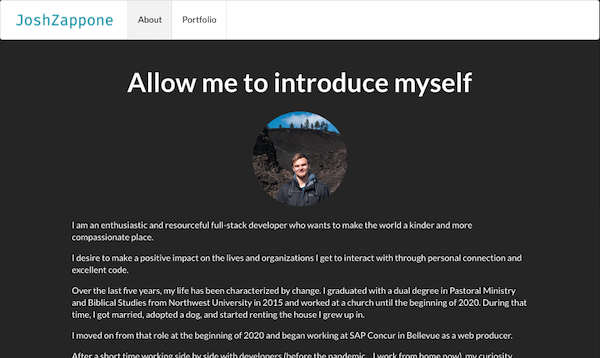 JoshZappone
About
Portfolio
Allow me to introduce myself
I am an enthusiastic and resourceful full-stack developer who wants to make the world a kinder and more
compassionate place.
I desire to make a positive impact on the lives and organizations I get to interact with through personal connection and
excellent code.
Over the last five years, my life has been characterized by change. I graduated with a dual degree in Pastoral Ministry
and Biblical Studies from Northwest University in 2015 and worked at a church until the beginning of 2020. During that
time, I got married, adopted a dog, and started renting the house I grew up in.
I moved on from that role at the beginning of 2020 and began working at SAP Concur in Bellevue as a web producer.
After a short time working side by side with developers (before the pandemic... I work from home now), my curiosity